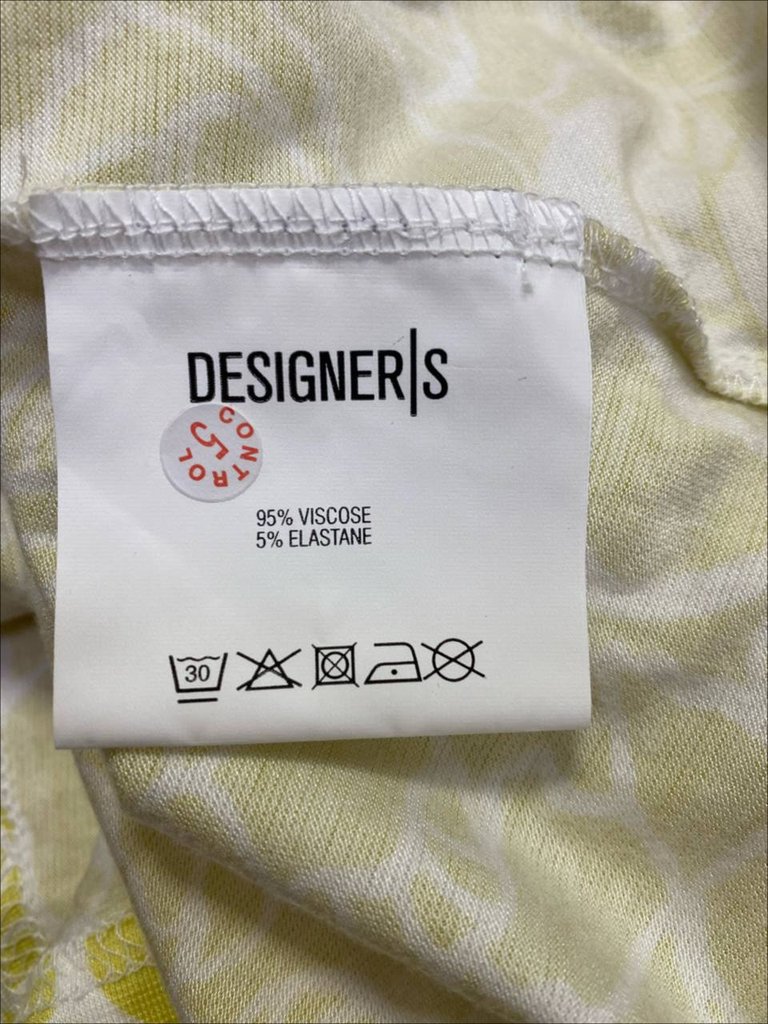 DESIGNER|S
CONTROL
5
95% VISCOSE
5% ELASTANE
30